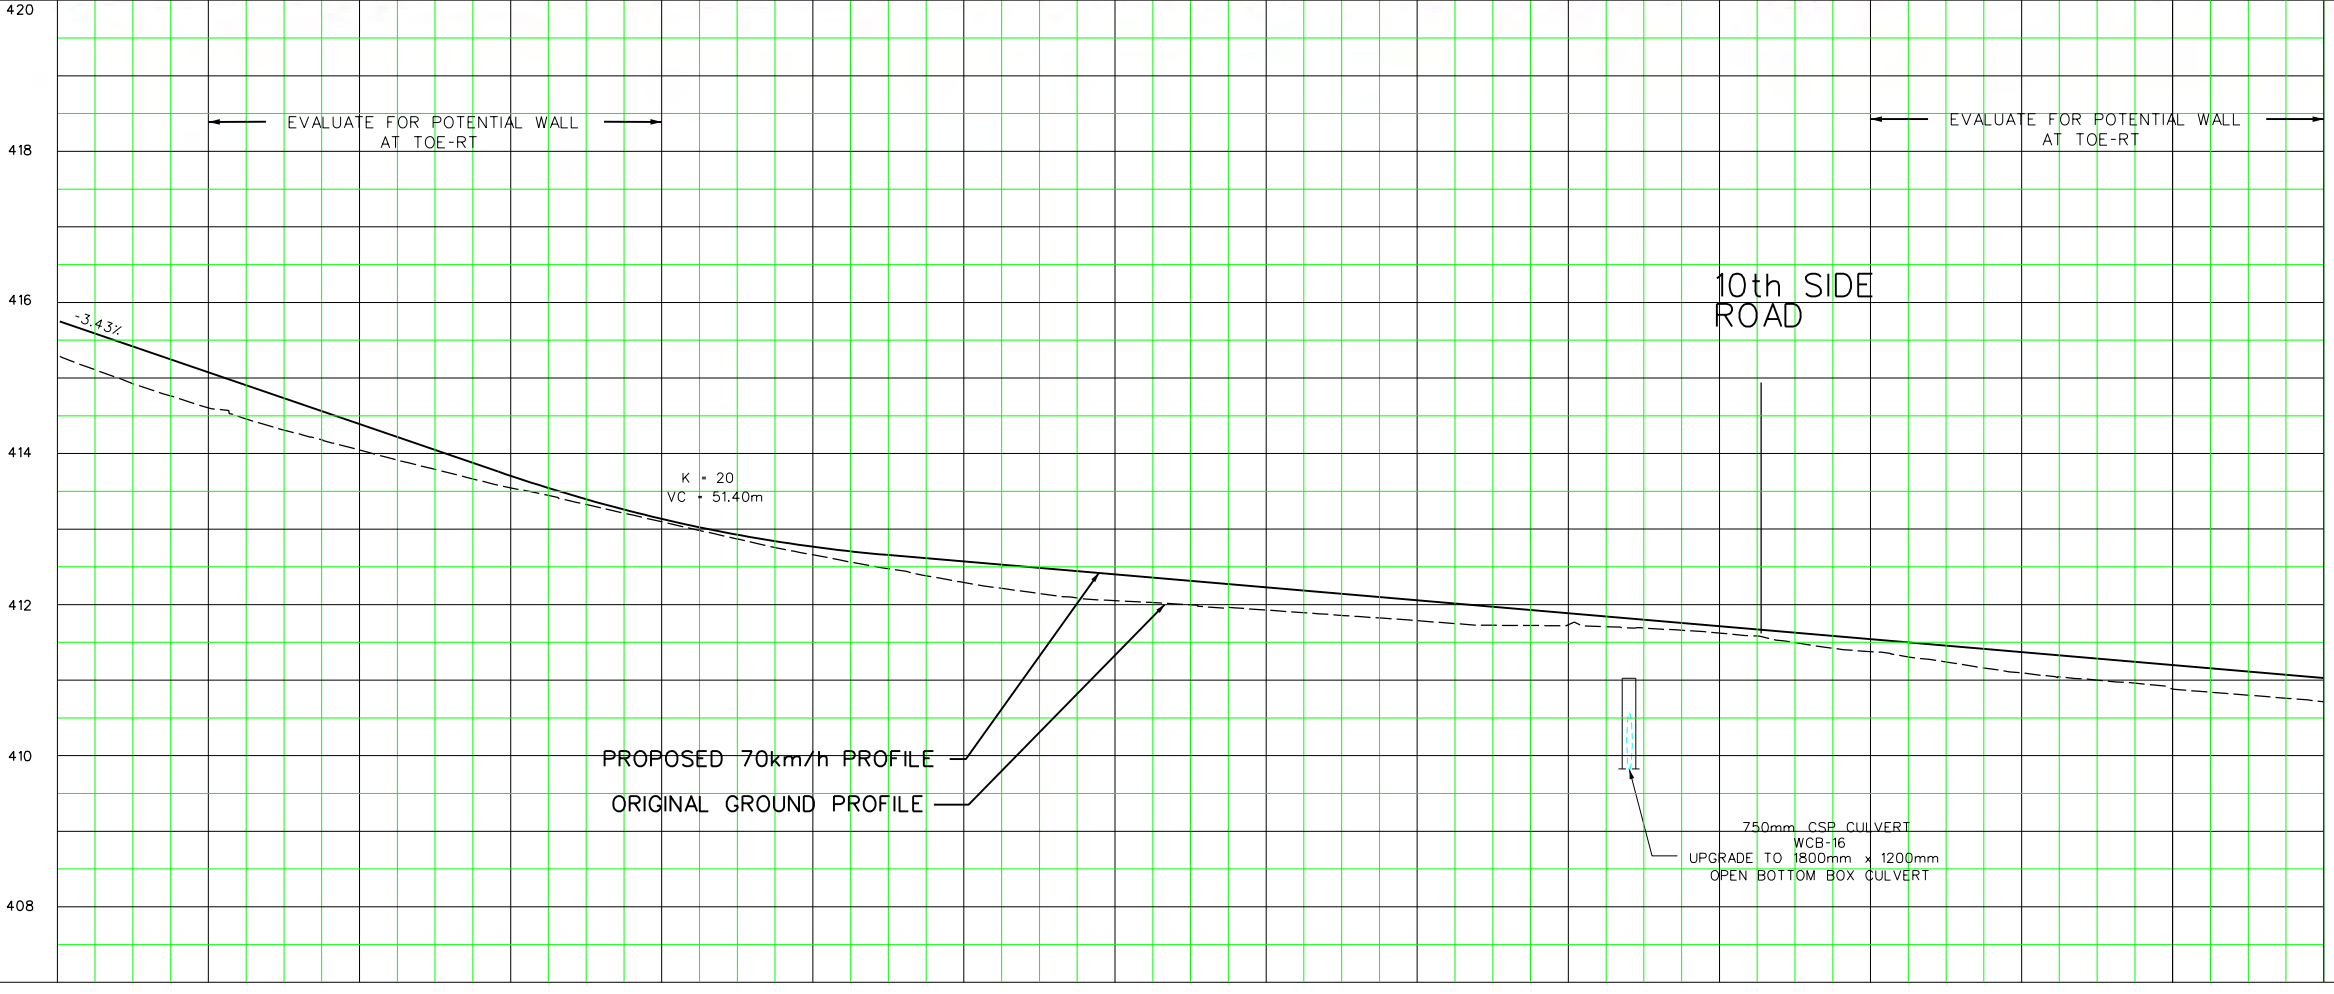 420
EVALUATE FOR POTENTIAL WALL
AT TOE-RT
EVALUATE FOR POTENTIAL WALL
AT TOE-RT
418
10th SIDE
ROAD
416
-3.43%
414
K = 20
VC = 51.40m
412
410
PROPOSED 70km/h PROFILE
ORIGINAL GROUND PROFILE
750mm CSP CULVERT
WCB-16
UPGRADE TO 1800mm x 1200mm
OPEN BOTTOM BOX CULVERT
408